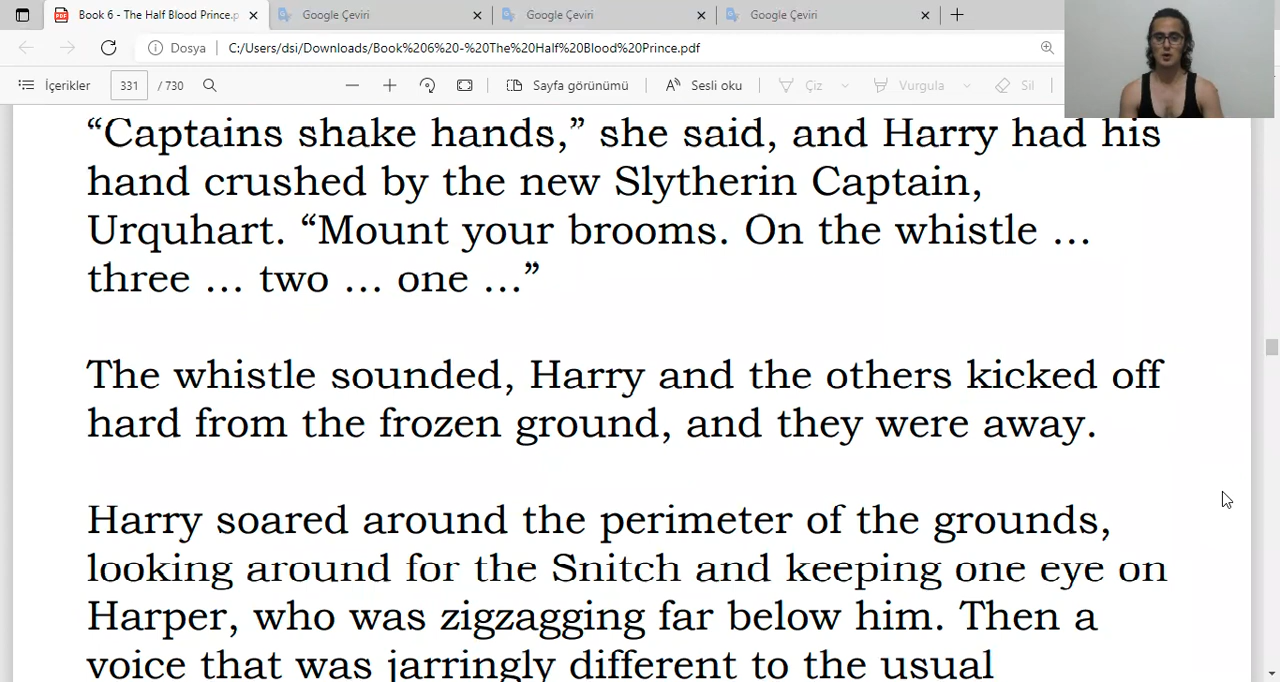 Book 6 - The Half Blood Prince.p
Google Çeviri
Google Çeviri
Google Çeviri
Dosya
C:/Users/dsi/Downloads/Book%206%20-%20The%20Half%20Blood%20Prince.pdf
İçerikler
331 / 730
Sayfa görünümü
Sesli oku
Çiz
Vurgula
Sil
“Captains shake hands,” she said, and Harry had his
hand crushed by the new Slytherin Captain,
Urquhart. “Mount your brooms. On the whistle …
three … two … one …”
The whistle sounded, Harry and the others kicked off
hard from the frozen ground, and they were away.
Harry soared around the perimeter of the grounds,
looking around for the Snitch and keeping one eye on
Harper, who was zigzagging far below him. Then a
voice that was jarringly different to the usual